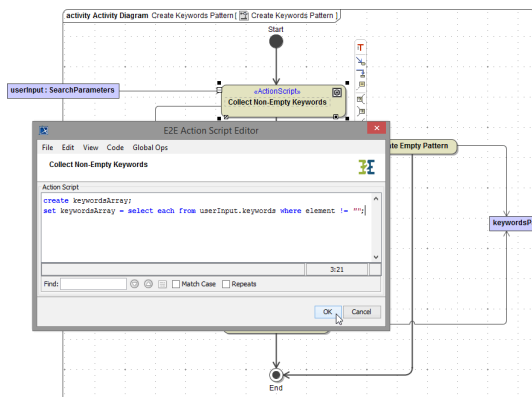 activity Activity Diagram Create Keywords Pattern [ Create Keywords Pattern ]
Start
userInput : SearchParameters
«ActionScript»
Collect Non-Empty Keywords
E2E Action Script Editor
File Edit View Code Global Ops
Collect Non-Empty Keywords
Action Script
create keywordsArray;
set keywordsArray = select each from userInput.keywords where element != "";
3:21
Find: Match Case Repeats
OK Cancel
Empty Pattern
keywordsP
End